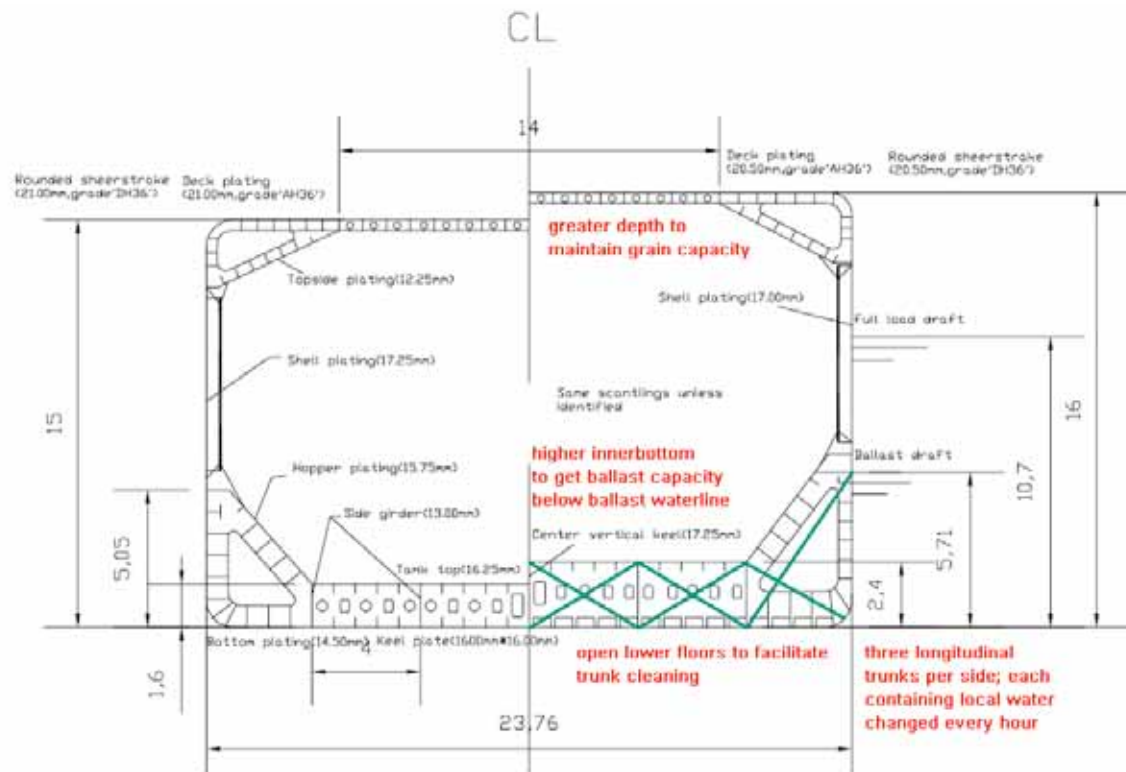 CL
14
Rounded sheerstrake
(21.00mm,grade'DH36')
Deck plating
(21.00mm,grade'AH36')
Deck plating
(20.50mm,grade'AH36')
Rounded sheerstrake
(20.50mm,grade'DH36')
greater depth to
maintain grain capacity
Topside plating(12.25mm)
Shell plating(17.00mm)
Full load draft
Shell plating(17.25mm)
Same scantlings unless
identified
15
16
10,7
higher innerbottom
to get ballast capacity
below ballast waterline
Ballast draft
Hopper plating(15.75mm)
Side girder(13.00mm)
Center vertical keel(17.25mm)
5,05
5,71
Tank top(16.25mm)
2,4
Bottom plating(14.50mm)
Keel plate(1600mm*16.00mm)
4
1,6
open lower floors to facilitate
trunk cleaning
three longitudinal
trunks per side; each
containing local water
changed every hour
23,76